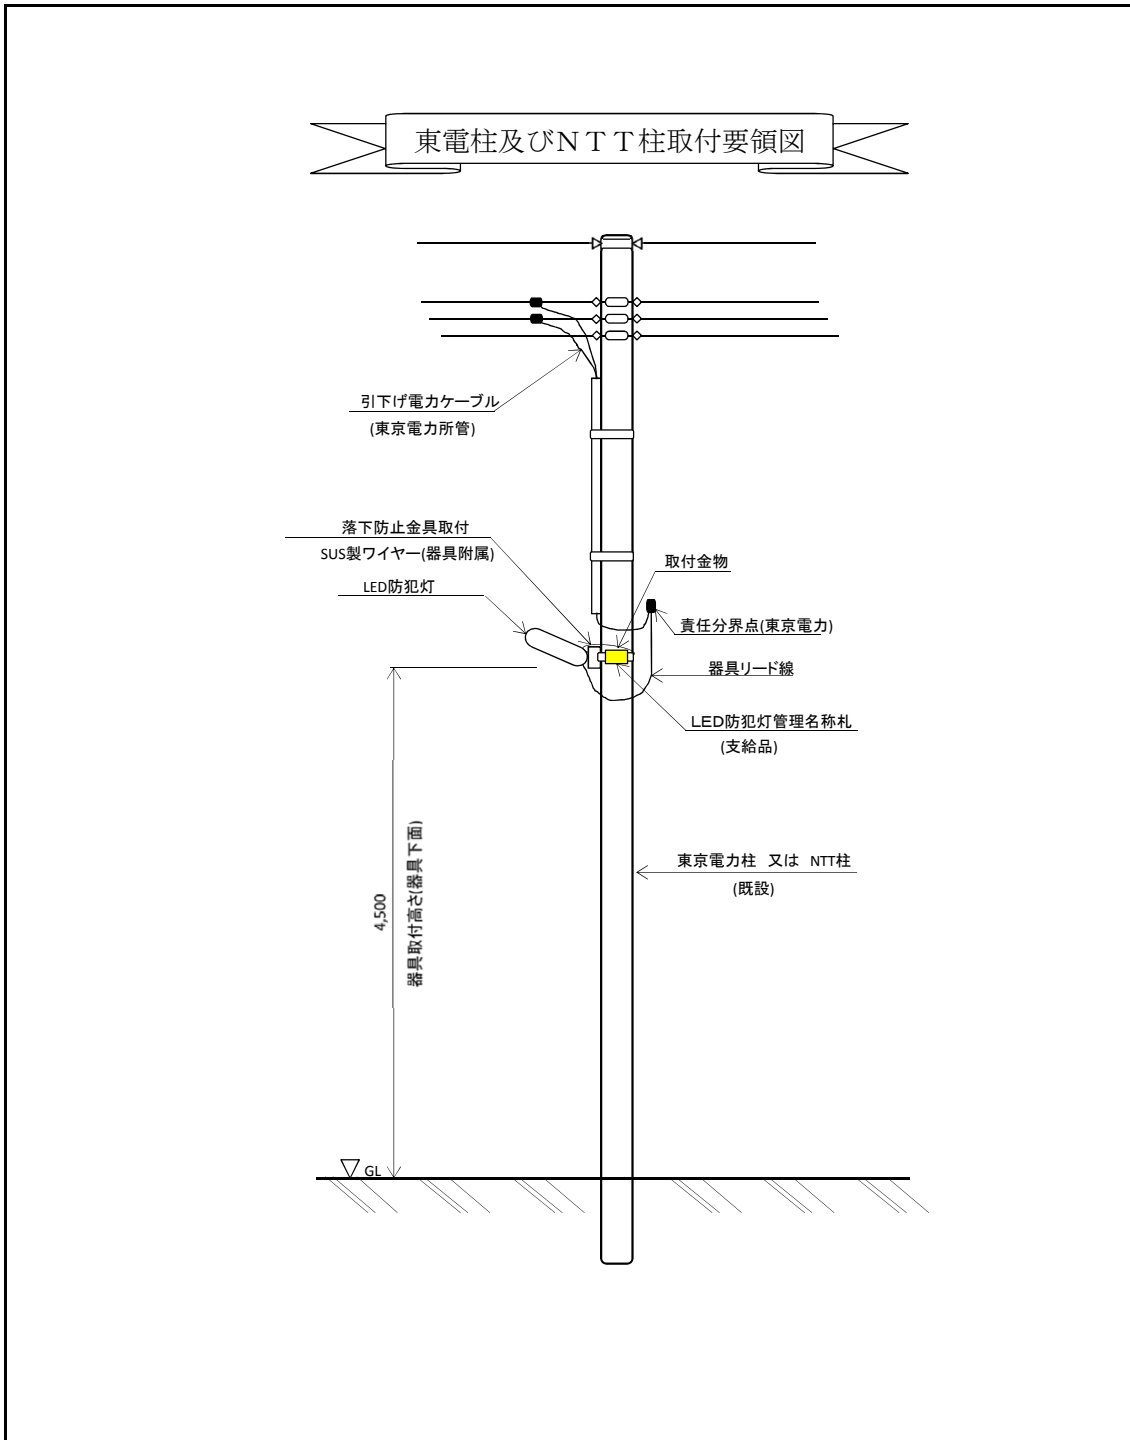 東電柱及びNTT柱取付要領図
引下げ電力ケーブル
(東京電力所管)
落下防止金具取付
SUS製ワイヤー(器具附属)
LED防犯灯
取付金物
責任分界点(東京電力)
器具リード線
LED防犯灯管理名称札
(支給品)
東京電力柱 又は NTT柱
(既設)
4,500
器具取付高さ(器具下面)
GL